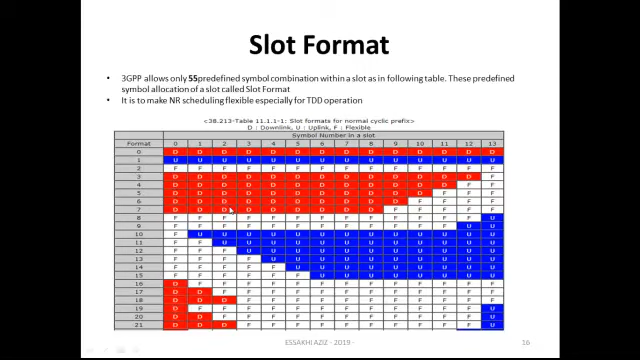 Slot Format
• 3GPP allows only 55predefined symbol combination within a slot as in following table. These predefined
symbol allocation of a slot called Slot Format
• It is to make NR scheduling flexible especially for TDD operation
<38.213-Table 11.1.1-1: Slot formats for normal cyclic prefix>
D : Downlink, U : Uplink, F : Flexible
Symbol Number in a slot
Format 0 1 2 3 4 5 6 7 8 9 10 11 12 13
0 D D D D D D D D D D D D D D
1 U U U U U U U U U U U U U U
2 F F F F F F F F F F F F F F
3 D D D D D D D D D D D D D F
4 D D D D D D D D D D D D F F
5 D D D D D D D D D D D F F F
6 D D D D D D D D D D F F F F
7 D D D D D D D D D F F F F F
8 F F F F F F F F F F F F F U
9 F F F F F F F F F F F F U U
10 F U U U U U U U U U U U U U
11 F F U U U U U U U U U U U U
12 F F F U U U U U U U U U U U
13 F F F F U U U U U U U U U U
14 F F F F F U U U U U U U U U
15 F F F F F F U U U U U U U U
16 D F F F F F F F F F F F F F
17 D D F F F F F F F F F F F F
18 D D D F F F F F F F F F F F
19 D F F F F F F F F F F F F U
20 D D F F F F F F F F F F F U
21 D D D F F F F F F F F F F U
ESSAKHI AZIZ - 2019 -
16